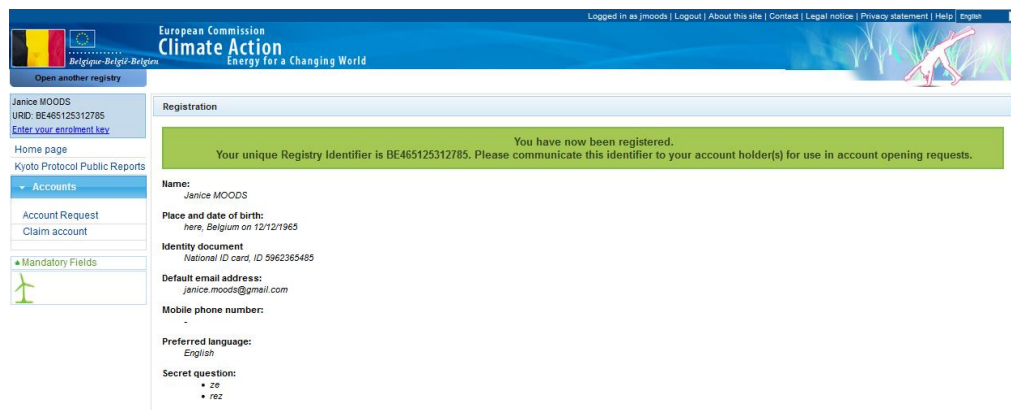 Logged in as jmoods | Logout | About this site | Contact | Legal notice | Privacy statement | Help English
European Commission
Climate Action
Energy for a Changing World
Belgique-België-Belgien
Open another registry
Janice MOODS
URID: BE465125312785
Enter your enrolment key
Home page
Kyoto Protocol Public Reports
Accounts
Account Request
Claim account
Mandatory Fields
Registration
You have now been registered.
Your unique Registry Identifier is BE465125312785. Please communicate this identifier to your account holder(s) for use in account opening requests.
Name:
Janice MOODS
Place and date of birth:
here, Belgium on 12/12/1965
Identity document
National ID card, ID 5962365485
Default email address:
janice.moods@gmail.com
Mobile phone number:
-
Preferred language:
English
Secret question:
• ze
• rez